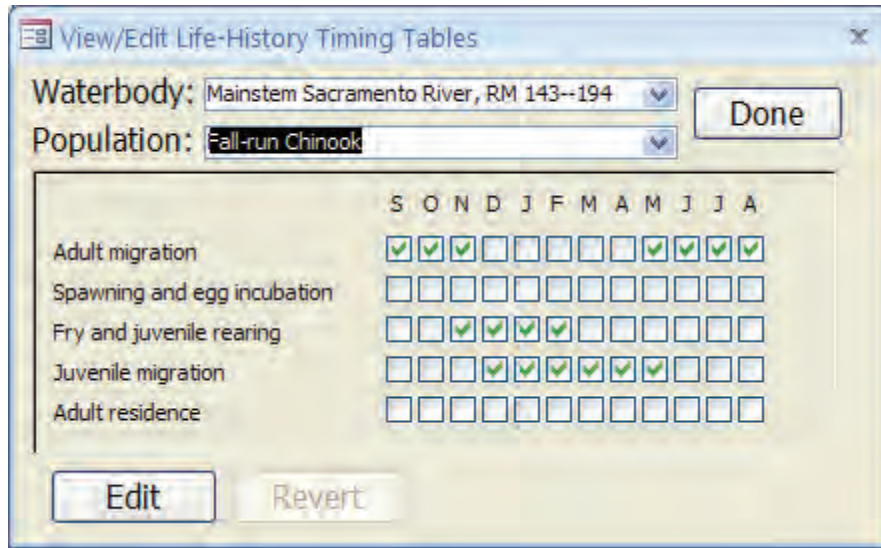 View/Edit Life-History Timing Tables
Waterbody: Mainstem Sacramento River, RM 143--194
Done
Population: Fall-run Chinook
S O N D J F M A M J J A
Adult migration
Spawning and egg incubation
Fry and juvenile rearing
Juvenile migration
Adult residence
Edit Revert